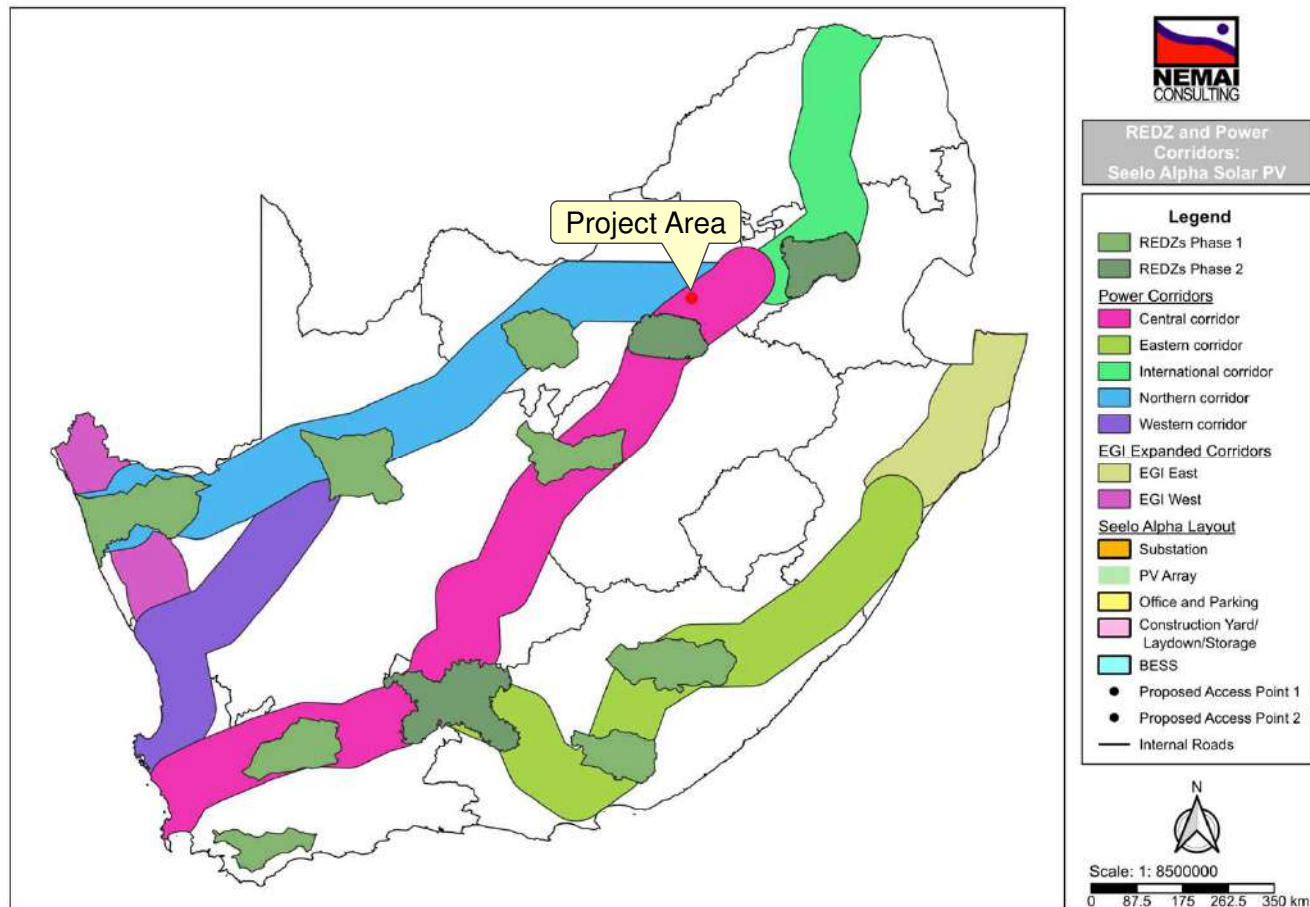 Project Area
NEMAI
CONSULTING
REDZ and Power
Corridors:
Seelo Alpha Solar PV
Legend
REDZs Phase 1
REDZs Phase 2
Power Corridors
Central corridor
Eastern corridor
International corridor
Northern corridor
Western corridor
EGI Expanded Corridors
EGI East
EGI West
Seelo Alpha Layout
Substation
PV Array
Office and Parking
Construction Yard/
Laydown/Storage
BESS
Proposed Access Point 1
Proposed Access Point 2
Internal Roads
N
Scale: 1: 8500000
0 87.5 175 262.5 350 km